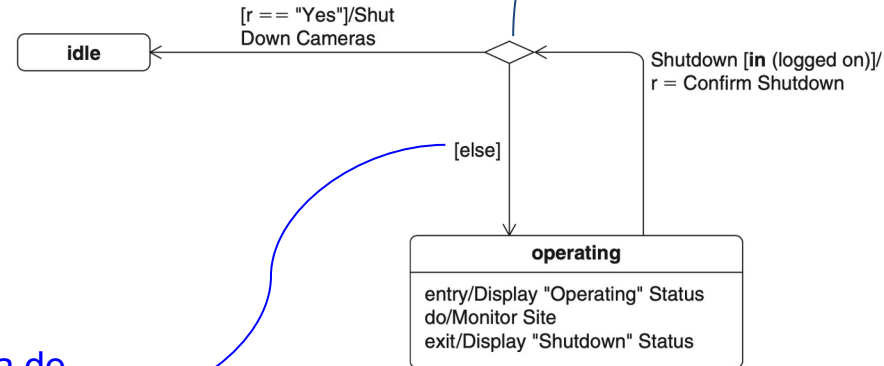 [r == "Yes"]/Shut
Down Cameras
idle
Shutdown [in (logged on)]/
r = Confirm Shutdown
[else]
operating
entry/Display "Operating" Status
do/Monitor Site
exit/Display "Shutdown" Status
do